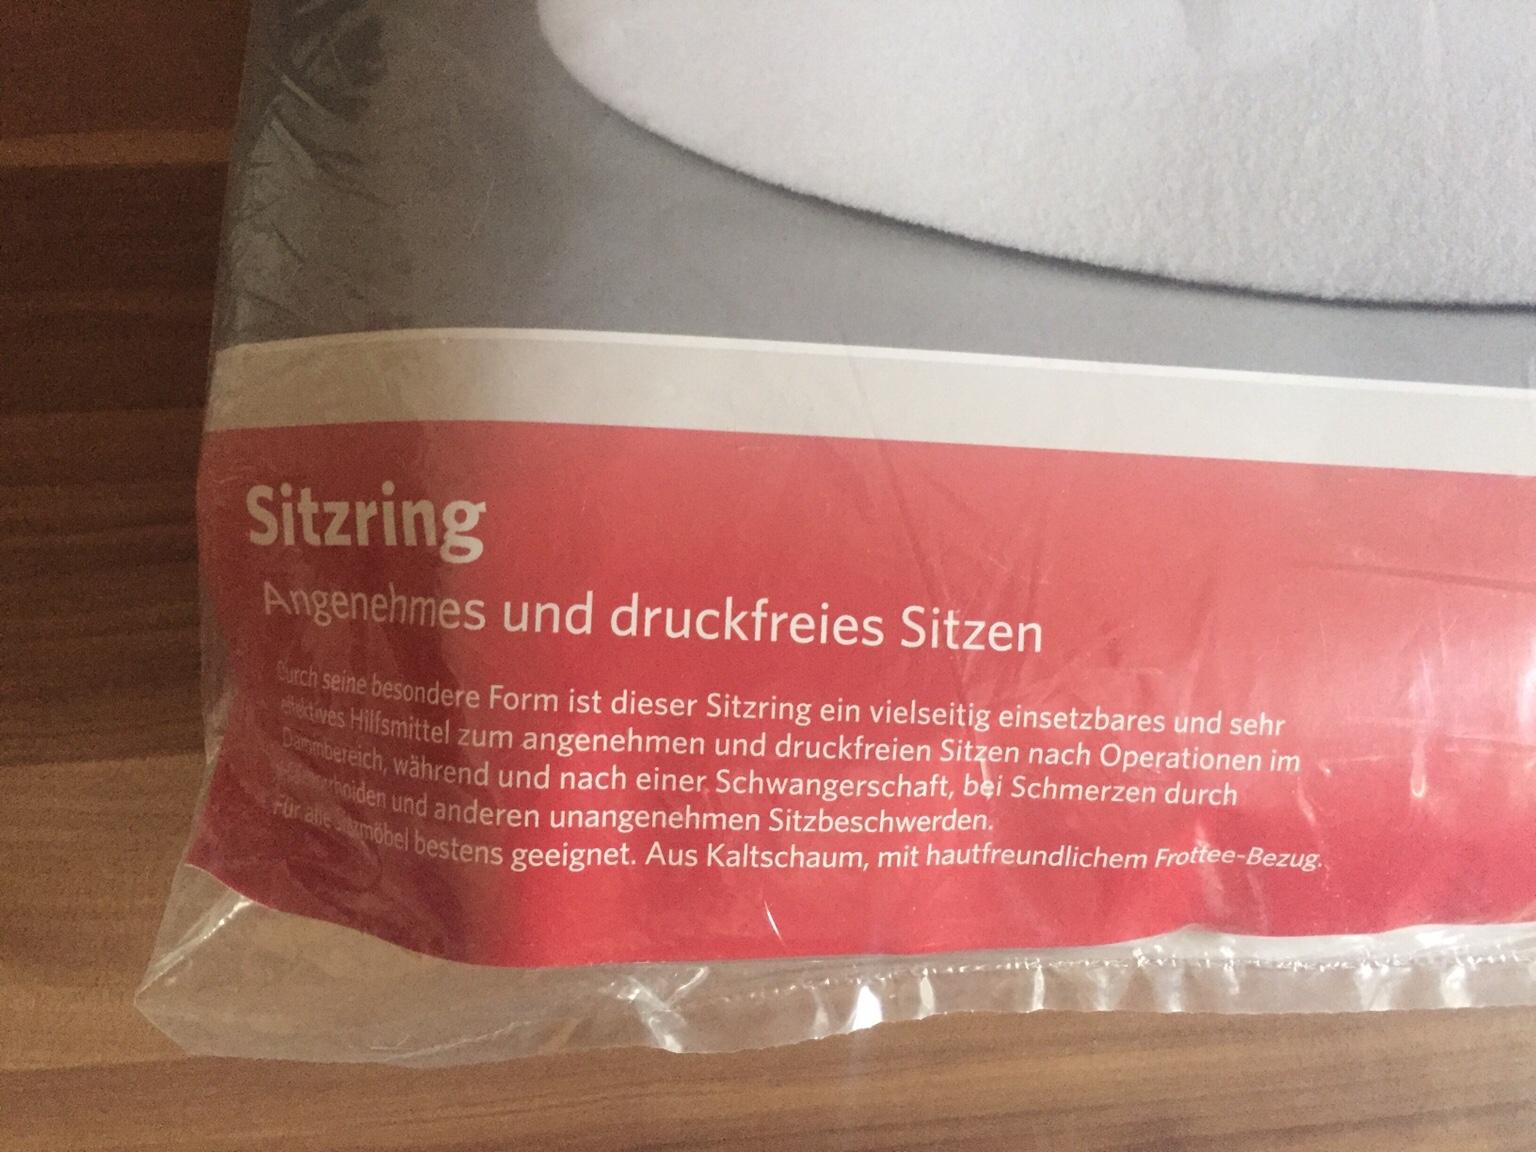 Sitzring
Angenehmes und druckfreies Sitzen
Durch seine besondere Form ist dieser Sitzring ein vielseitig einsetzbares und sehr
effektives Hilfsmittel zum angenehmen und druckfreien Sitzen nach Operationen im
Dammbereich, während und nach einer Schwangerschaft, bei Schmerzen durch
und anderen unangenehmen Sitzbeschwerden.
Für alle Sitzmöbel bestens geeignet. Aus Kaltschaum, mit hautfreundlichem Frottee-Bezug.